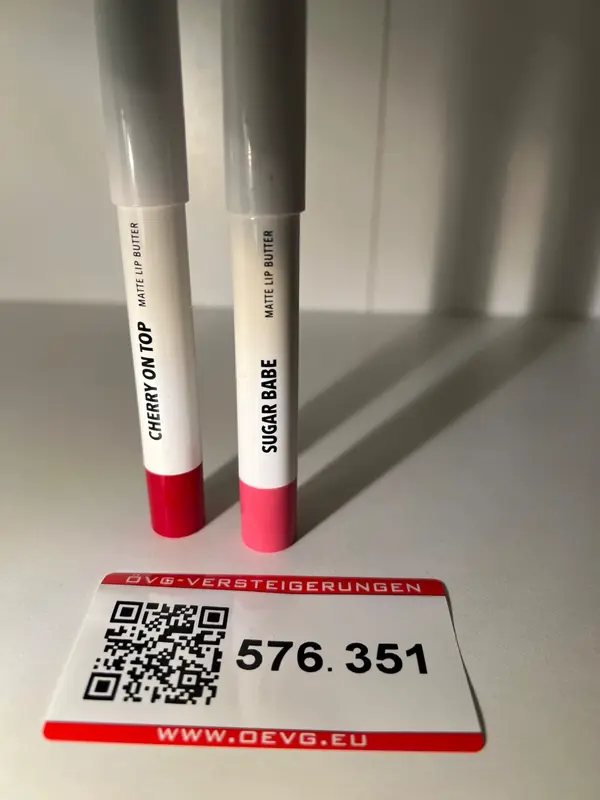 CHERRY ON TOP MATTE LIP BUTTER
SUGAR BABE MATTE LIP BUTTER
ÖVG-VERSTEIGERUNGEN
576.351
WWW.OEVG.EU